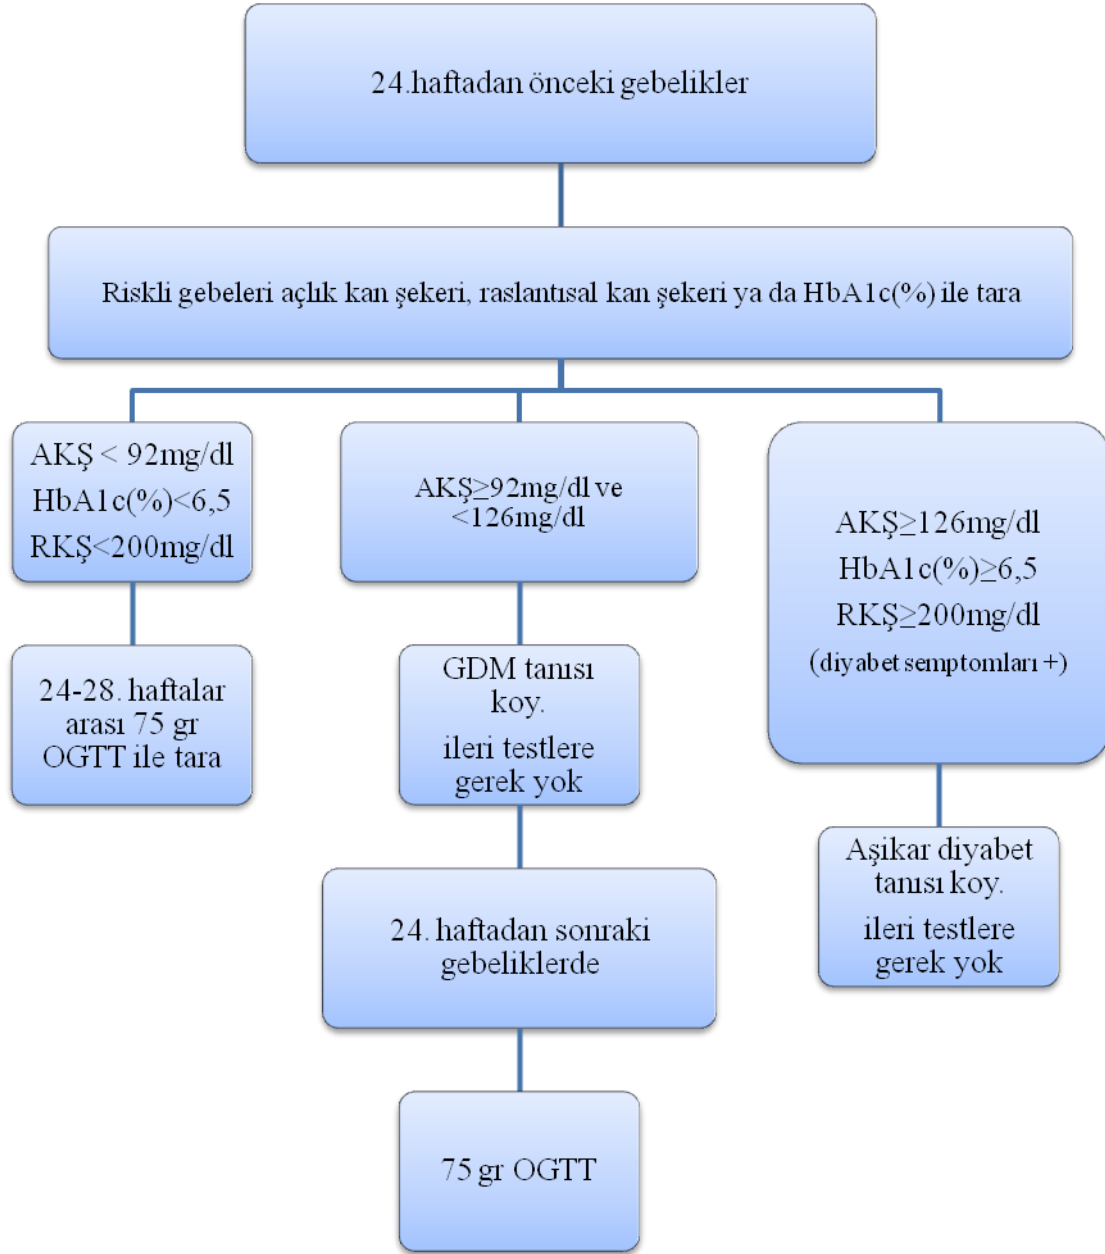 24.haftadan önceki gebelikler
Riskli gebeleri açlık kan şekeri, raslantısal kan şekeri ya da HbA1c(%) ile tara
AKŞ < 92mg/dl
HbA1c(%)<6,5
RKŞ<200mg/dl
24-28. haftalar
arası 75 gr
OGTT ile tara
AKŞ≥92mg/dl ve
<126mg/dl
GDM tanısı
koy.
ileri testlere
gerek yok
24. haftadan sonraki
gebeliklerde
75 gr OGTT
AKŞ≥126mg/dl
HbA1c(%)≥6,5
RKŞ≥200mg/dl
(diyabet semptomları +)
Aşikar diyabet
tanısı koy.
ileri testlere
gerek yok